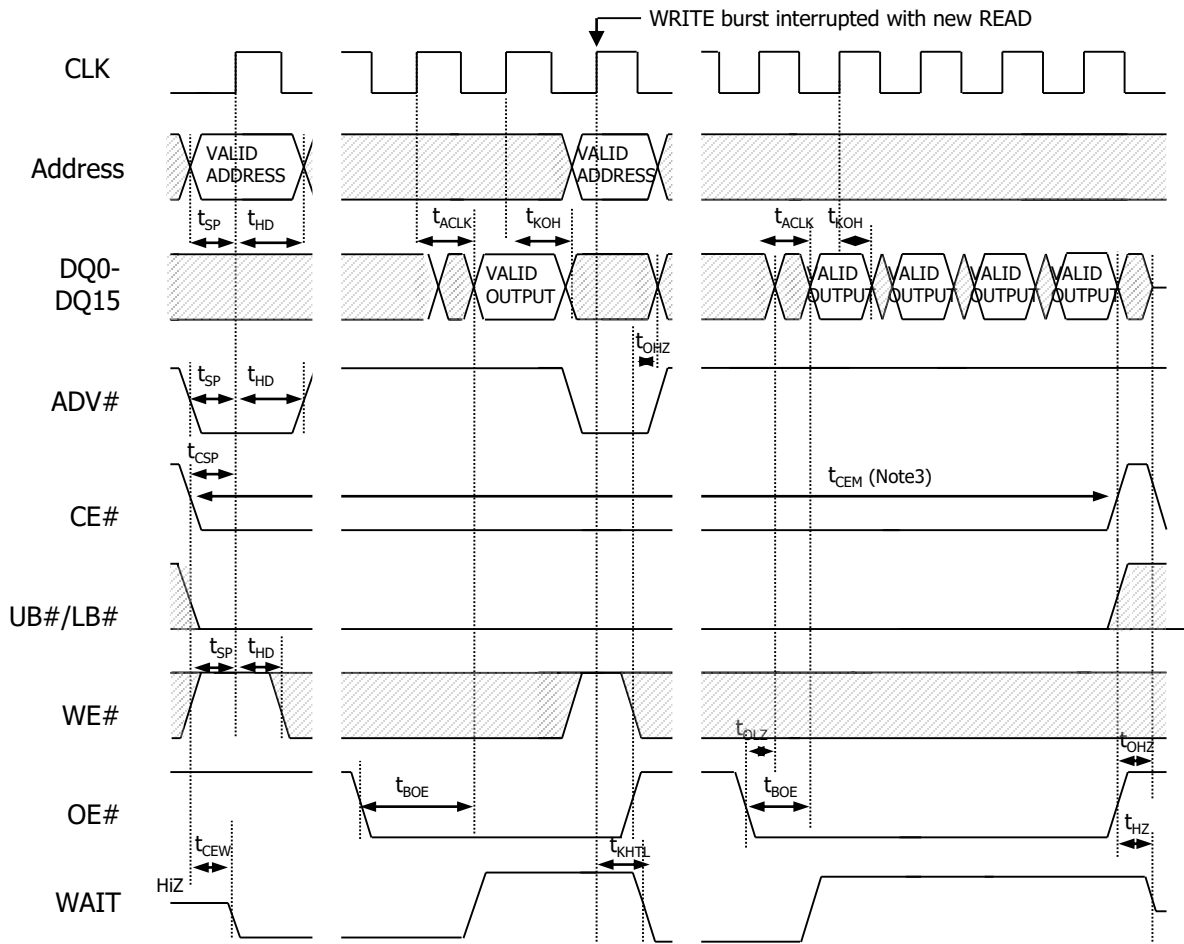 WRITE burst interrupted with new READ
CLK
Address
VALID
ADDRESS
VALID
ADDRESS
tSP
tHD
tACLK
tKOH
tACLK
tKOH
DQ0-
DQ15
VALID
OUTPUT
ALID
OUTPUT
VALID
OUTPUT
VALID
OUTPUT
VALID
OUTPUT
tOHZ
ADV#
tSP
tHD
tCSP
tCEM (Note3)
CE#
UB#/LB#
tSP
tHD
WE#
tOLZ
tOHZ
OE#
tBOE
tBOE
tCEW
tKHTL
tHZ
HiZ
WAIT